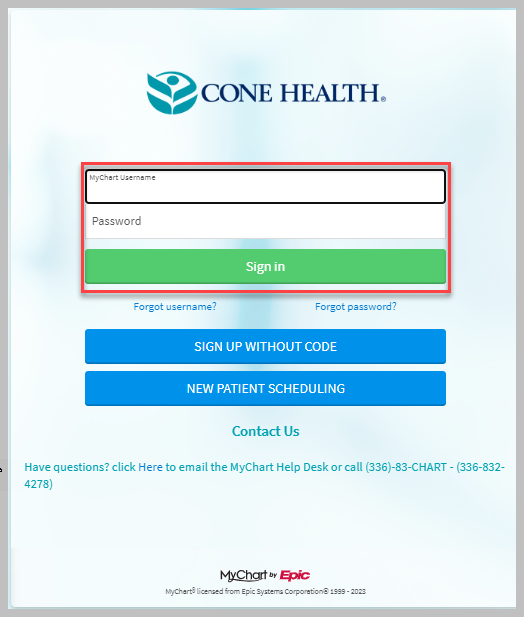 CONE HEALTH®
MyChart Username
Password
Sign in
Forgot username? Forgot password?
SIGN UP WITHOUT CODE
NEW PATIENT SCHEDULING
Contact Us
Have questions? click Here to email the MyChart Help Desk or call (336)-83-CHART - (336-832-
4278)
MyChart by Epic
MyChart® licensed from Epic Systems Corporation® 1999 - 2023